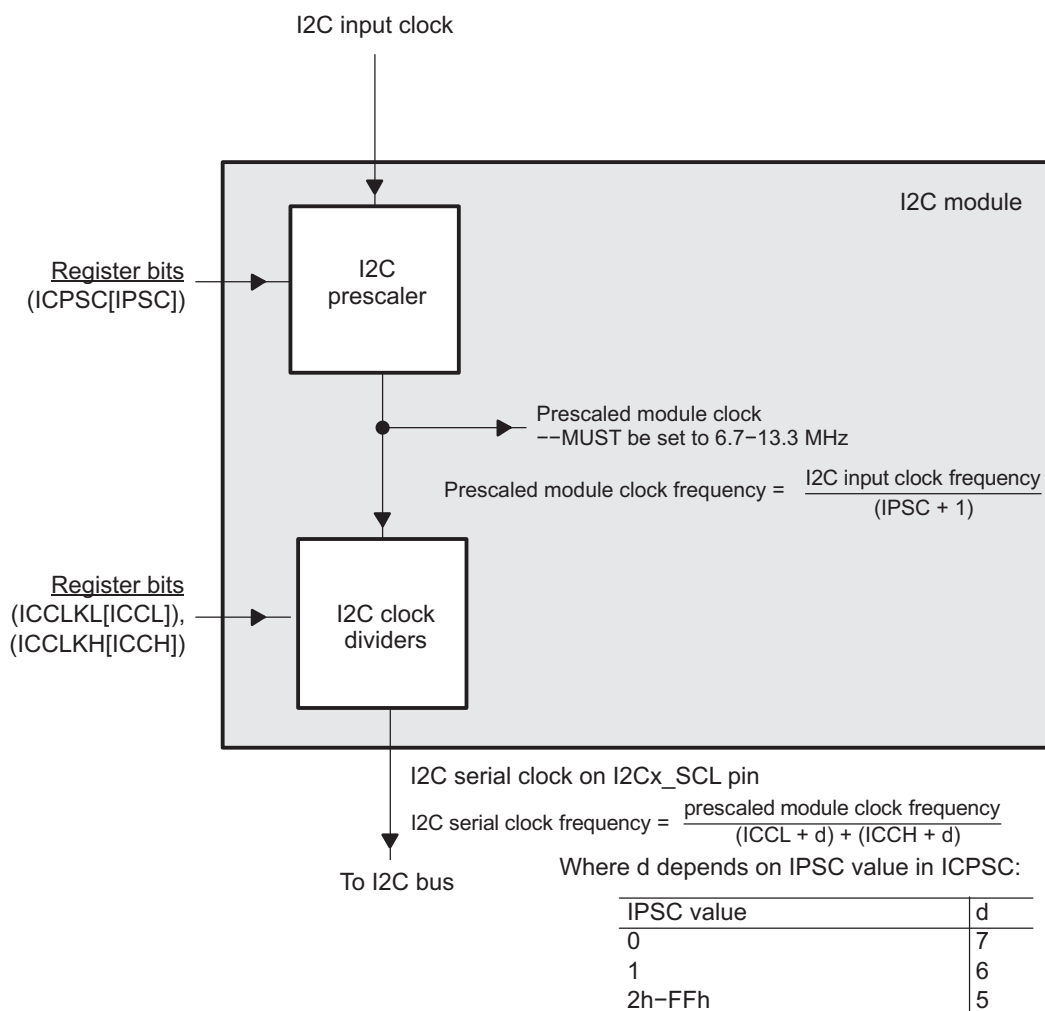 I2C input clock
I2C module
Register bits
(ICPSC[IPSC])
I2C
prescaler
Prescaled module clock
−−MUST be set to 6.7−13.3 MHz
Prescaled module clock frequency = I2C input clock frequency
(IPSC + 1)
Register bits
(ICCLKL[ICCL]),
(ICCLKH[ICCH])
I2C clock
dividers
I2C serial clock on I2Cx_SCL pin
I2C serial clock frequency = prescaled module clock frequency
(ICCL + d) + (ICCH + d)
To I2C bus
Where d depends on IPSC value in ICPSC:
IPSC value d
0 7
1 6
2h−FFh 5